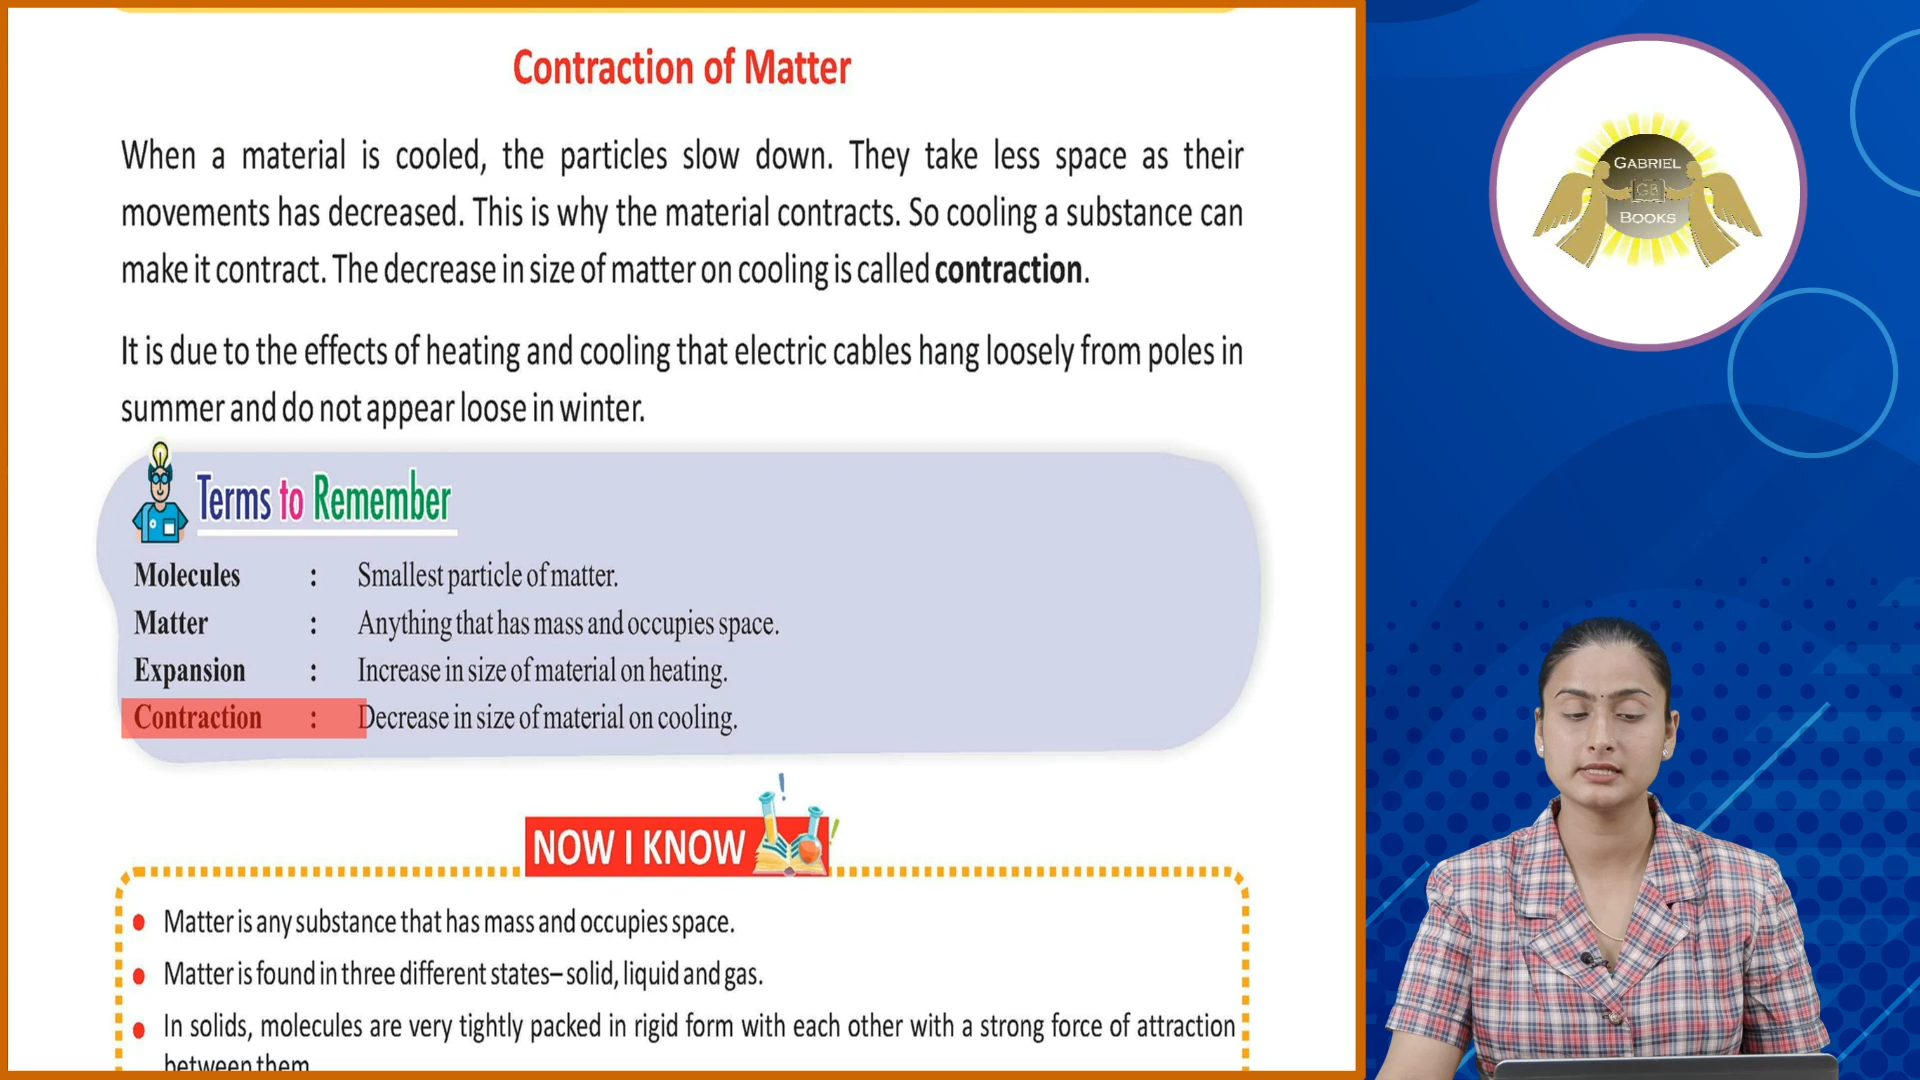 Contraction of Matter
When a material is cooled, the particles slow down. They take less space as their
movements has decreased. This is why the material contracts. So cooling a substance can
make it contract. The decrease in size of matter on cooling is called contraction.
It is due to the effects of heating and cooling that electric cables hang loosely from poles in
summer and do not appear loose in winter.
Terms to Remember
Molecules : Smallest particle of matter.
Matter : Anything that has mass and occupies space.
Expansion : Increase in size of material on heating.
Contraction : Decrease in size of material on cooling.
NOW I KNOW
Matter is any substance that has mass and occupies space.
Matter is found in three different states– solid, liquid and gas.
In solids, molecules are very tightly packed in rigid form with each other with a strong force of attraction
between them
GABRIEL
GB
BOOKS